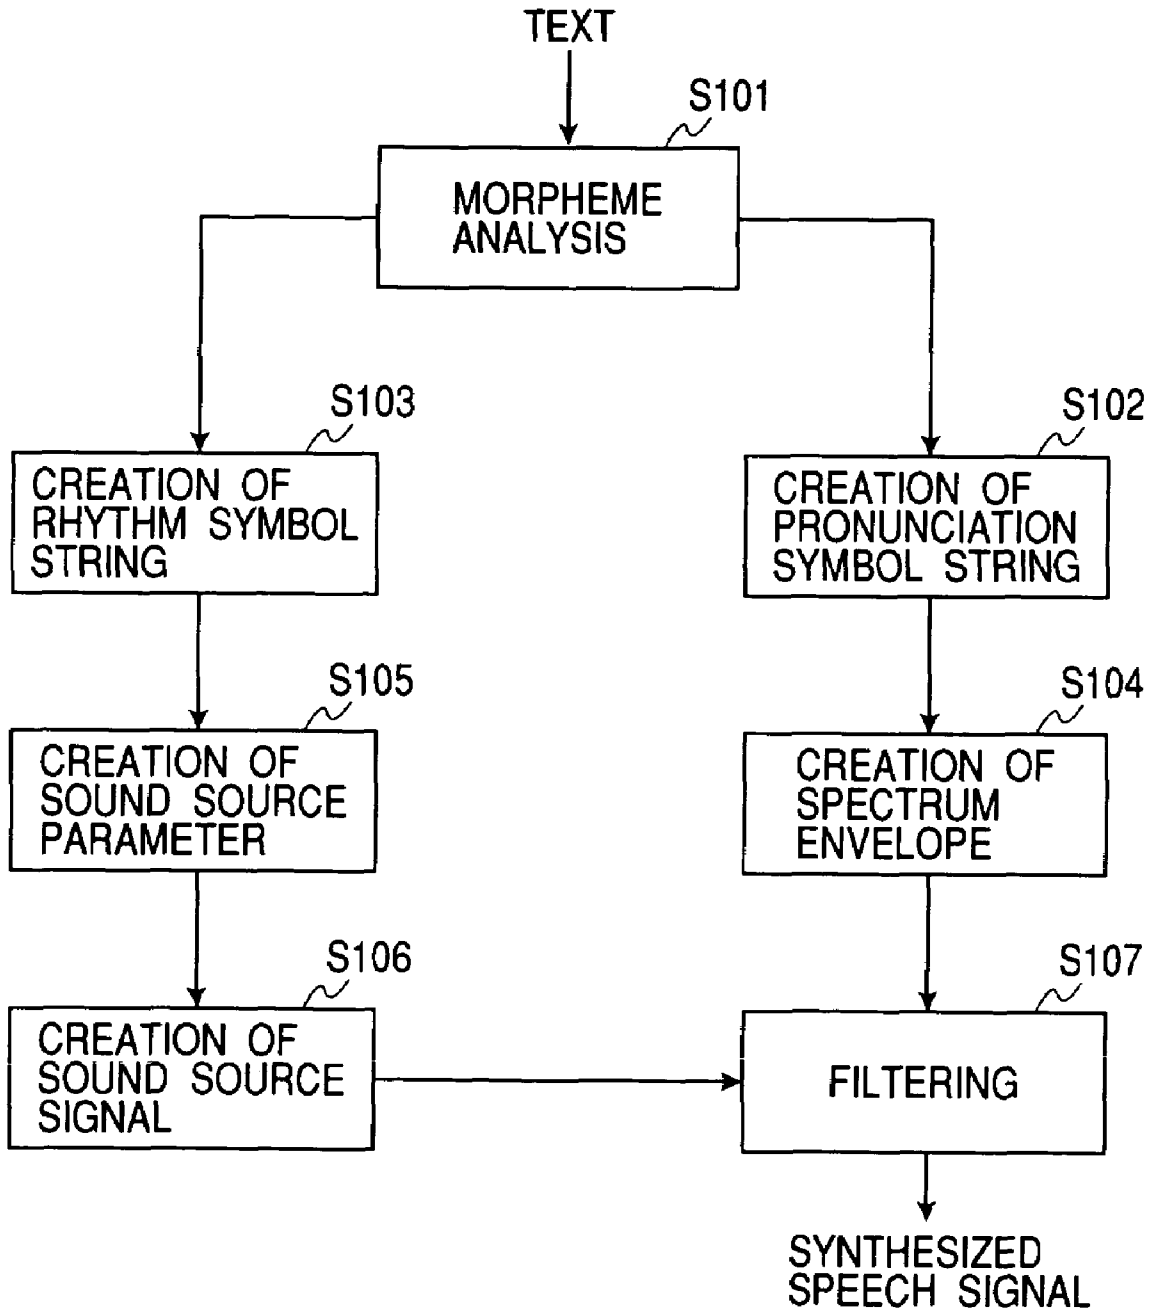 TEXT
S101
MORPHEME
ANALYSIS
S103
CREATION OF
RHYTHM SYMBOL
STRING
S102
CREATION OF
PRONUNCIATION
SYMBOL STRING
S105
CREATION OF
SOUND SOURCE
PARAMETER
S104
CREATION OF
SPECTRUM
ENVELOPE
S106
CREATION OF
SOUND SOURCE
SIGNAL
S107
FILTERING
SYNTHESIZED
SPEECH SIGNAL